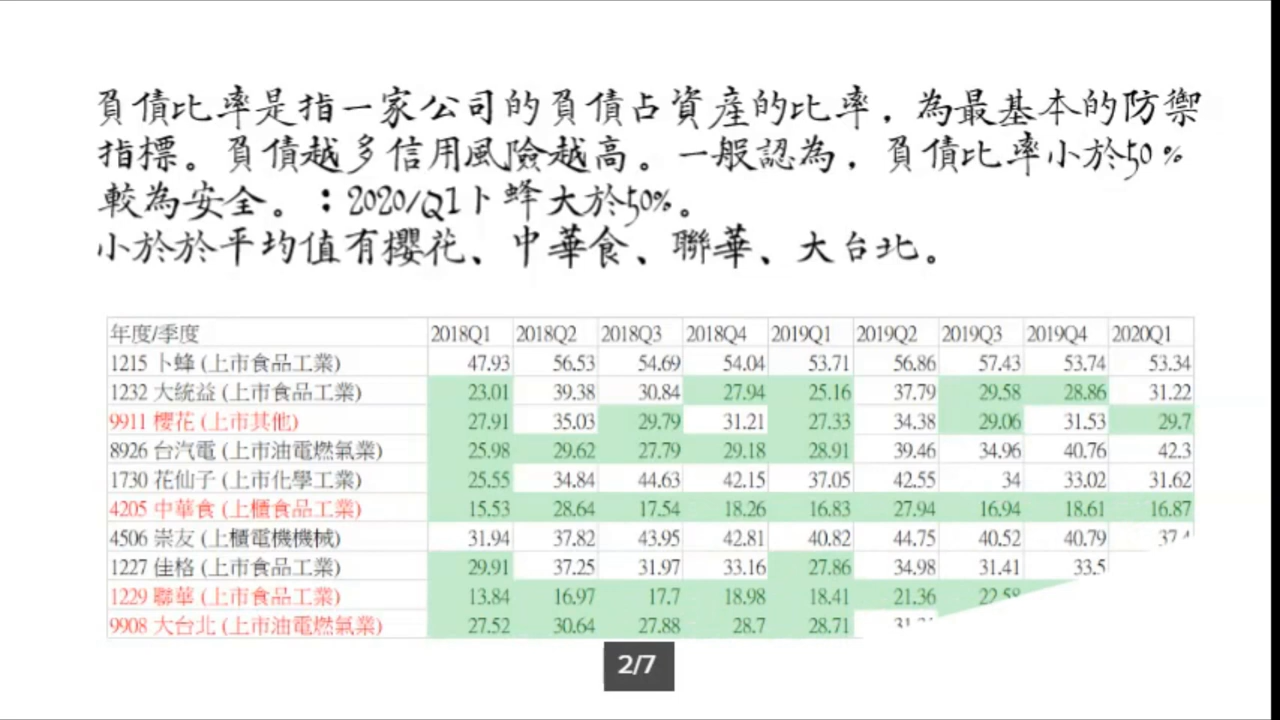 負債比率是指一家公司的負債占資產的比率，為最基本的防禦
指標。負債越多信用風險越高。一般認為，負債比率小於50%
較為安全。：2020/Q1卜蜂大於50%。
小於於平均值有櫻花、中華食、聯華、大台北。
年度/季度 2018Q1 2018Q2 2018Q3 2018Q4 2019Q1 2019Q2 2019Q3 2019Q4 2020Q1
1215 卜蜂 (上市食品工業) 47.93 56.53 54.69 54.04 53.71 56.86 57.43 53.74 53.34
1232 大統益 (上市食品工業) 23.01 39.38 30.84 27.94 25.16 37.79 29.58 28.86 31.22
9911 櫻花 (上市其他) 27.91 35.03 29.79 31.21 27.33 34.38 29.06 31.53 29.7
8926 台汽電 (上市油電燃氣業) 25.98 29.62 27.79 29.18 28.91 39.46 34.96 40.76 42.3
1730 花仙子 (上市化學工業) 25.55 34.84 44.63 42.15 37.05 42.55 34 33.02 31.62
4205 中華食 (上櫃食品工業) 15.53 28.64 17.54 18.26 16.83 27.94 16.94 18.61 16.87
4506 崇友 (上櫃電機機械) 31.94 37.82 43.95 42.81 40.82 44.75 40.52 40.79 37.4
1227 佳格 (上市食品工業) 29.91 37.25 31.97 33.16 27.86 34.98 31.41 33.5
1229 聯華 (上市食品工業) 13.84 16.97 17.7 18.98 18.41 21.36 22.58
9908 大台北 (上市油電燃氣業) 27.52 30.64 27.88 28.7 28.71
2/7